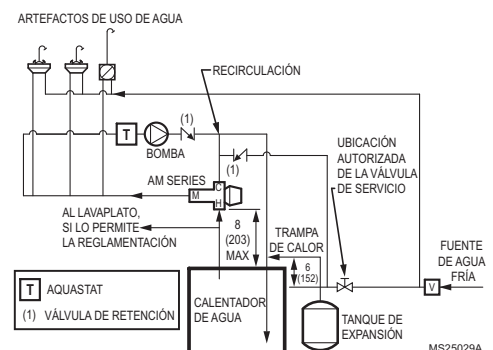 ARTEFACTOS DE USO DE AGUA
RECIRCULACIÓN
(1)
T
BOMBA
(1)
UBICACIÓN
AUTORIZADA
DE LA VÁLVULA
DE SERVICIO
AM SERIES
M
C
H
AL LAVAPLATO,
SI LO PERMITE
LA REGLAMENTACIÓN
8
(203)
MAX
TRAMPA
DE CALOR
6
(152)
FUENTE
DE AGUA
FRÍA
V
T AQUASTAT
(1) VÁLVULA DE RETENCIÓN
CALENTADOR
DE AGUA
TANQUE DE
EXPANSIÓN
MS25029A